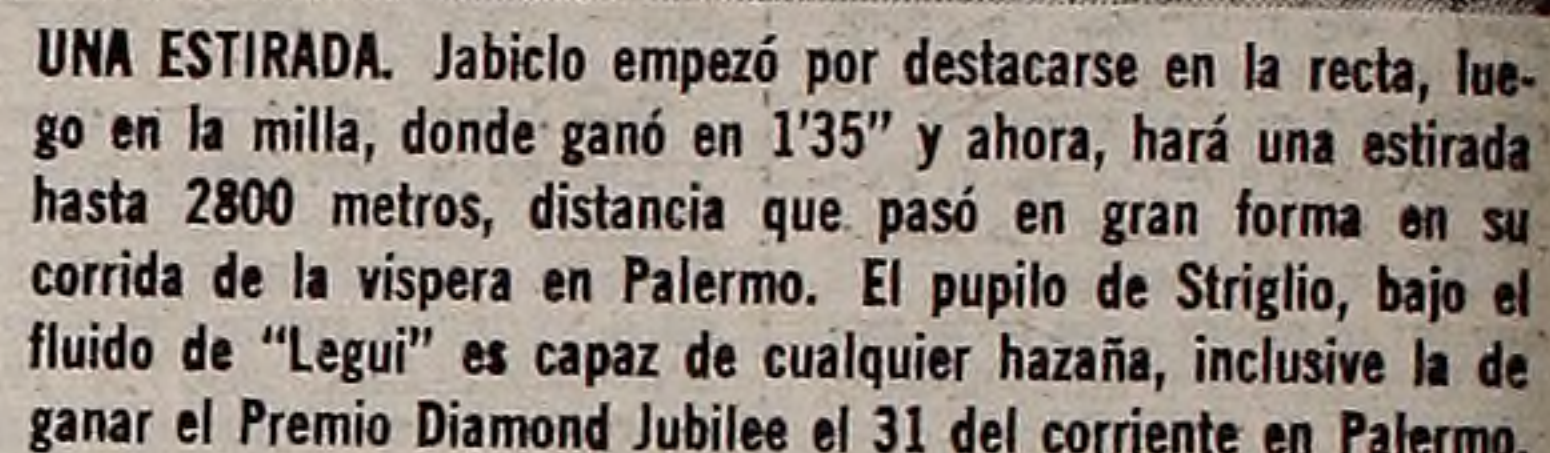 UNA ESTIRADA. Jabiclo empezó por destacarse en la recta, lue-
go en la milla, donde ganó en 1'35" y ahora, hará una estirada
hasta 2800 metros, distancia que pasó en gran forma en su
corrida de la vispera en Palermo. El pupilo de Striglio, bajo el
fluido de "Legui" es capaz de cualquier hazaña, inclusive la de
ganar el Premio Diamond Jubilee el 31 del corriente en Palermo.